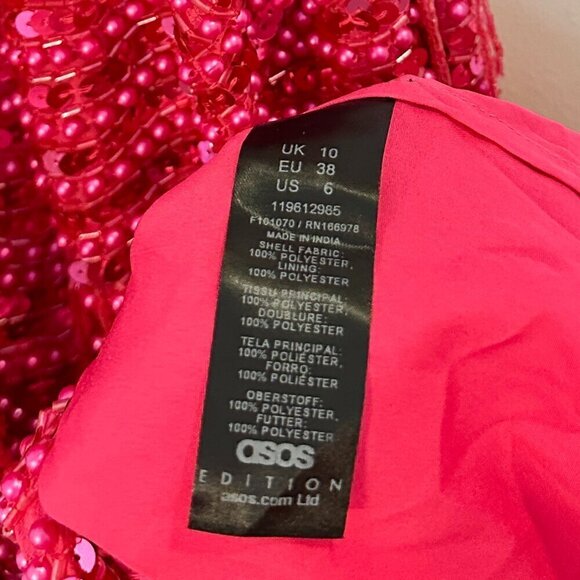 UK 10
EU 38
US 6
119612985
F161070 / RN166978
MADE IN INDIA
SHELL FABRIC:
100% POLYESTER,
LINING:
100% POLYESTER
TISSU PRINCIPAL:
100% POLYESTER,
DOUBLURE:
100% POLYESTER
TELA PRINCIPAL:
100% POLIÉSTER,
FORRO:
100% POLIÉSTER
OBERSTOFF:
100% POLYESTER,
FUTTER:
100% POLYESTER
asos
EDITION
asos.com Ltd